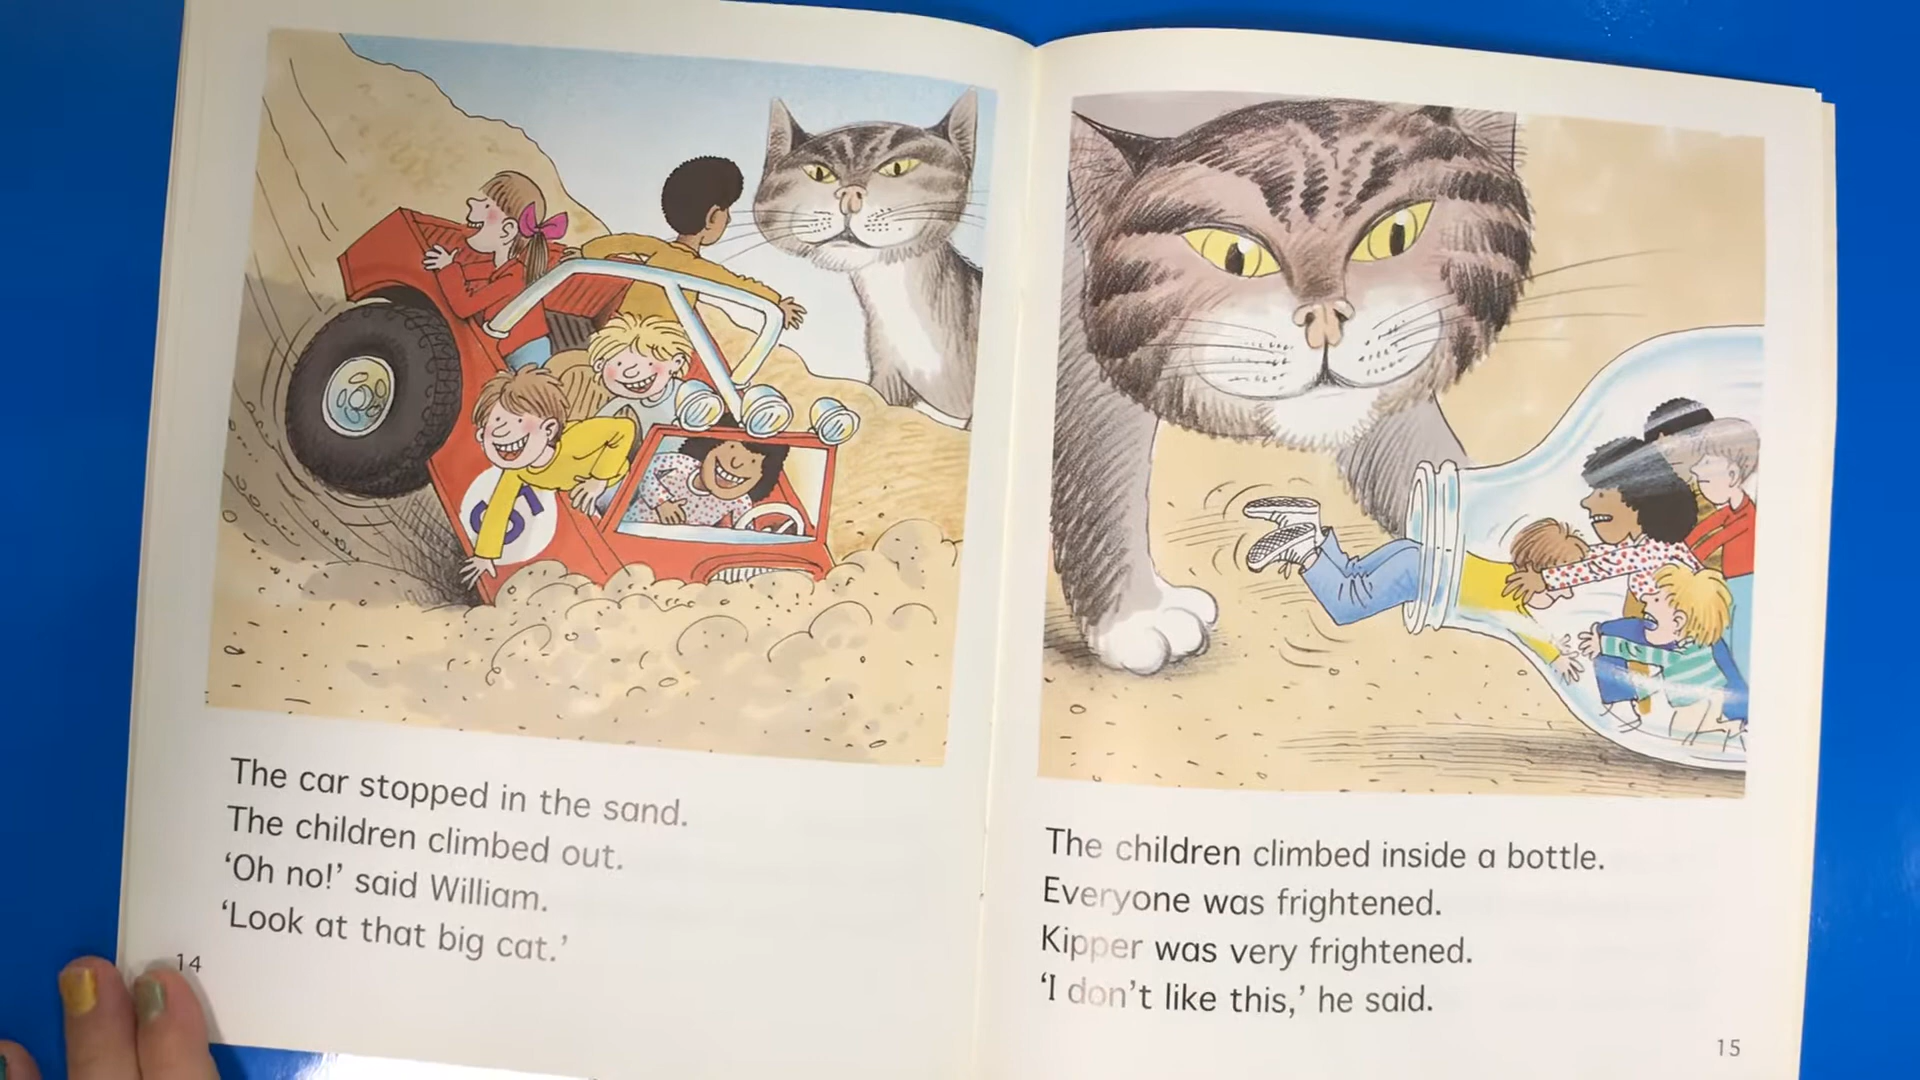 The car stopped in the sand.
The children climbed out.
‘Oh no!’ said William.
‘Look at that big cat.’
14
The children climbed inside a bottle.
Everyone was frightened.
Kipper was very frightened.
‘I don’t like this,’ he said.
15